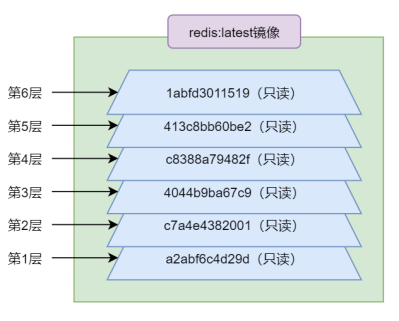 redis:latest镜像
第6层 1abfd3011519（只读）
第5层 413c8bb60be2（只读）
第4层 c8388a79482f（只读）
第3层 4044b9ba67c9（只读）
第2层 c7a4e4382001（只读）
第1层 a2abf6c4d29d（只读）